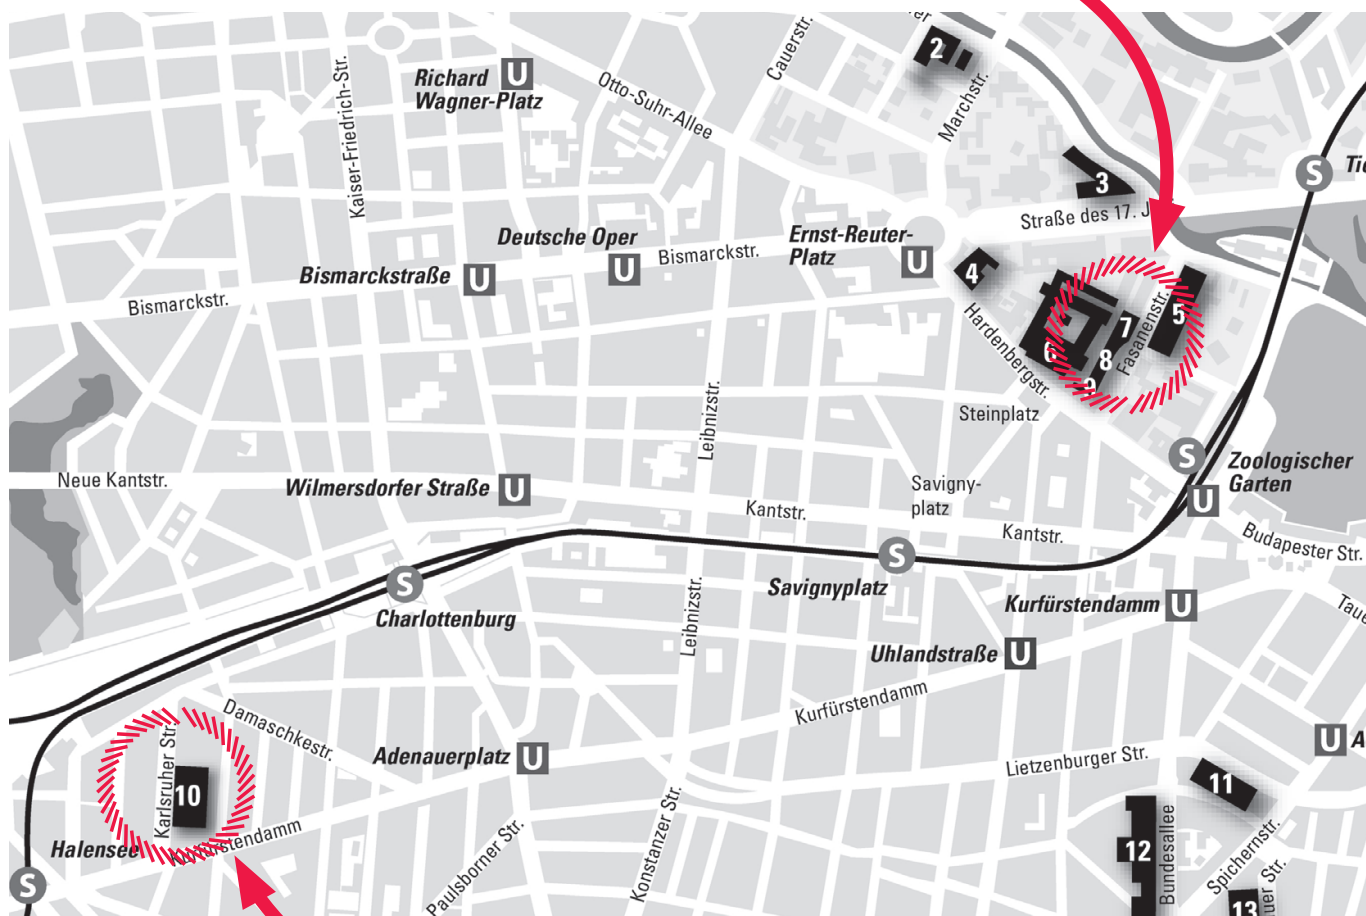 2
Cauerstr.
Richard
Wagner-Platz
U
Otto-Suhr-Allee
Marchstr.
Kaiser-Friedrich-Str.
3
S
Straße des 17. J
Deutsche Oper
U
Bismarckstr.
Ernst-Reuter-
Platz
U
4
Bismarckstraße
U
Bismarckstr.
5
6
7
8
9
Fasanenstr.
Hardenbergstr.
Steinplatz
Leibnizstr.
S
Zoologischer
Garten
U
Neue Kantstr.
Wilmersdorfer Straße
U
Savigny-
platz
Kantstr.
Kantstr.
Budapester Str.
S
Savignyplatz
S
Charlottenburg
Leibnizstr.
Kurfürstendamm
U
Uhlandstraße
U
Kurfürstendamm
Damaschkestr.
Karlsruher Str.
10
Adenauerplatz
U
Lietzenburger Str.
U
11
Halensee
Kurfürstendamm
S
Paulsborner Str.
Konstanzer Str.
12
Bundesallee
Spichernstr.
13